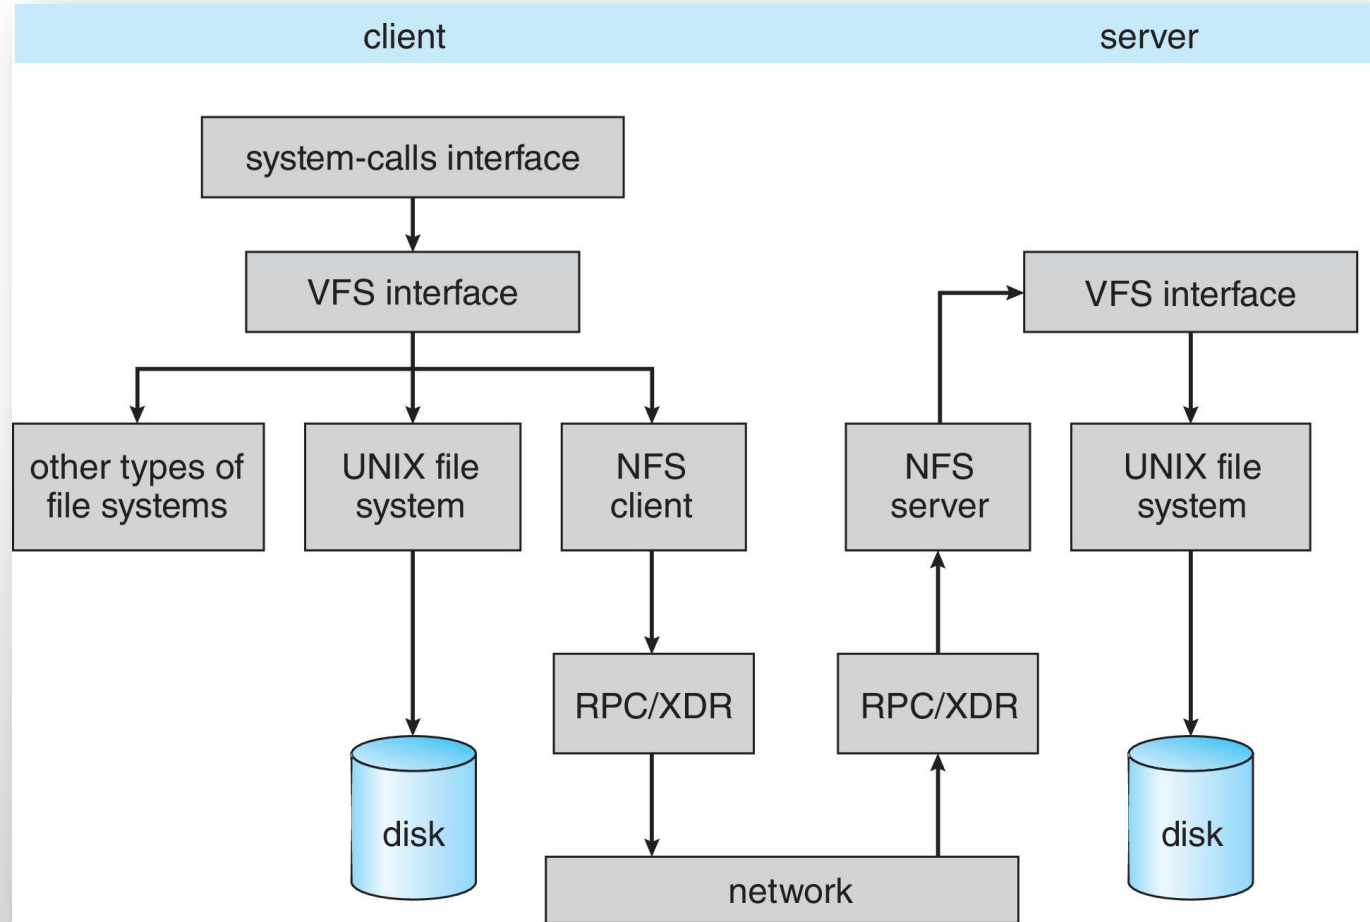 client
server
system-calls interface
VFS interface
VFS interface
other types of
file systems
UNIX file
system
NFS
client
NFS
server
UNIX file
system
RPC/XDR
RPC/XDR
disk
disk
network